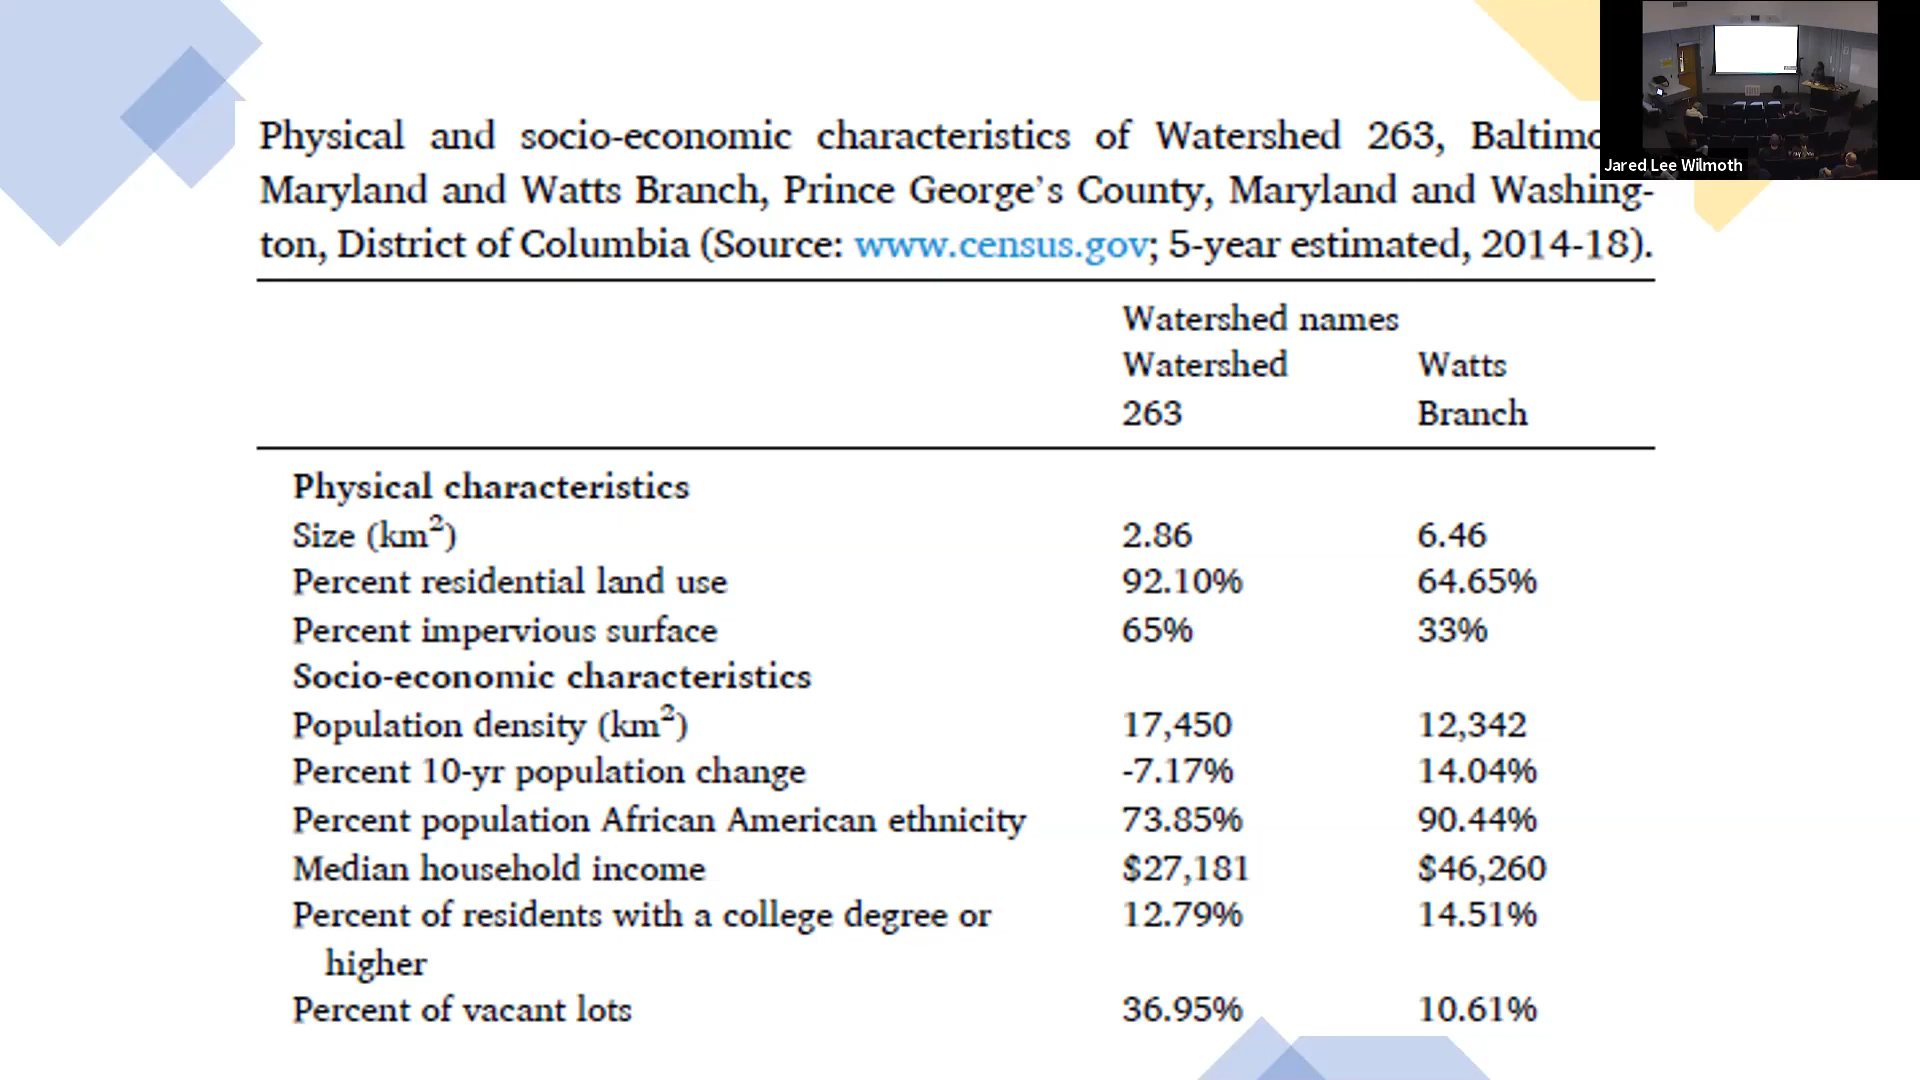 Physical and socio-economic characteristics of Watershed 263, Baltimo
Maryland and Watts Branch, Prince George's County, Maryland and Washing-
ton, District of Columbia (Source: www.census.gov; 5-year estimated, 2014-18).
Jared Lee Wilmoth
Watershed names
Watershed Watts
263 Branch
Physical characteristics
Size (km²) 2.86 6.46
Percent residential land use 92.10% 64.65%
Percent impervious surface 65% 33%
Socio-economic characteristics
Population density (km²) 17,450 12,342
Percent 10-yr population change -7.17% 14.04%
Percent population African American ethnicity 73.85% 90.44%
Median household income $27,181 $46,260
Percent of residents with a college degree or 12.79% 14.51%
higher
Percent of vacant lots 36.95% 10.61%